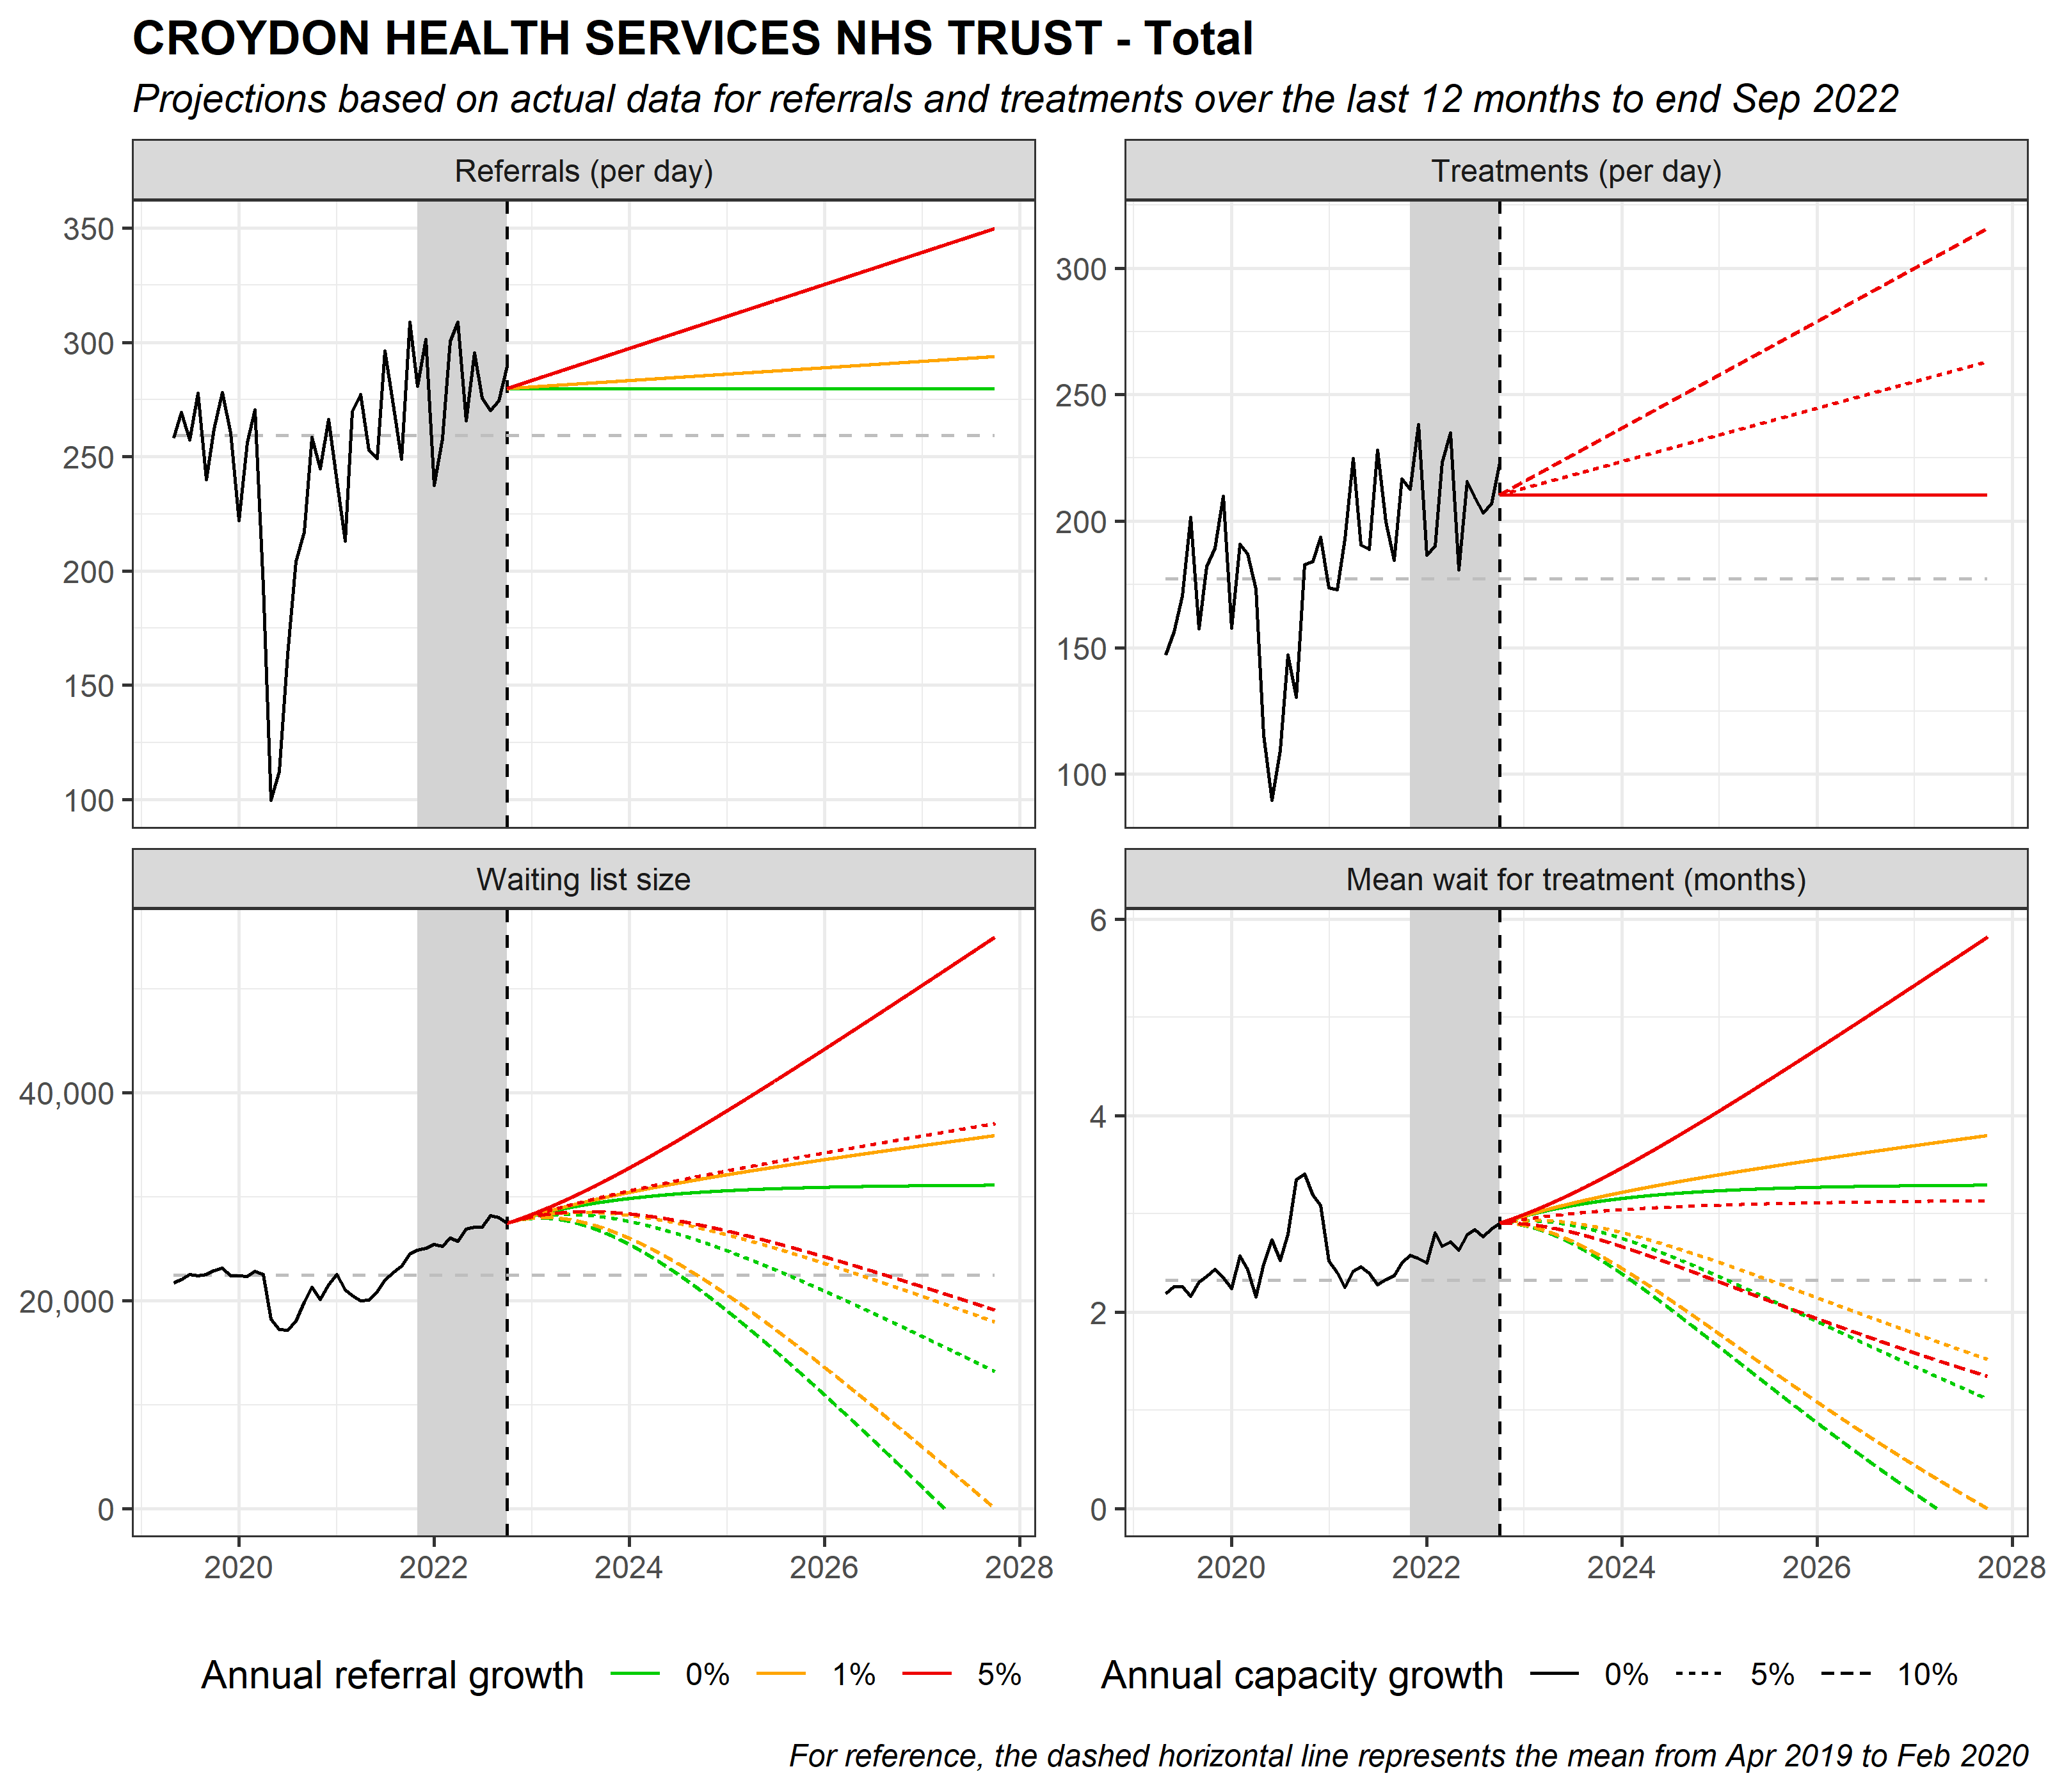 CROYDON HEALTH SERVICES NHS TRUST - Total
Projections based on actual data for referrals and treatments over the last 12 months to end Sep 2022
Referrals (per day)
350
300
250
200
150
100
Treatments (per day)
300
250
200
150
100
Waiting list size
40,000
20,000
0
2020 2022 2024 2026 2028
Mean wait for treatment (months)
6
4
2
0
2020 2022 2024 2026 2028
Annual referral growth 0% 1% 5%
Annual capacity growth 0% 5% 10%
For reference, the dashed horizontal line represents the mean from Apr 2019 to Feb 2020